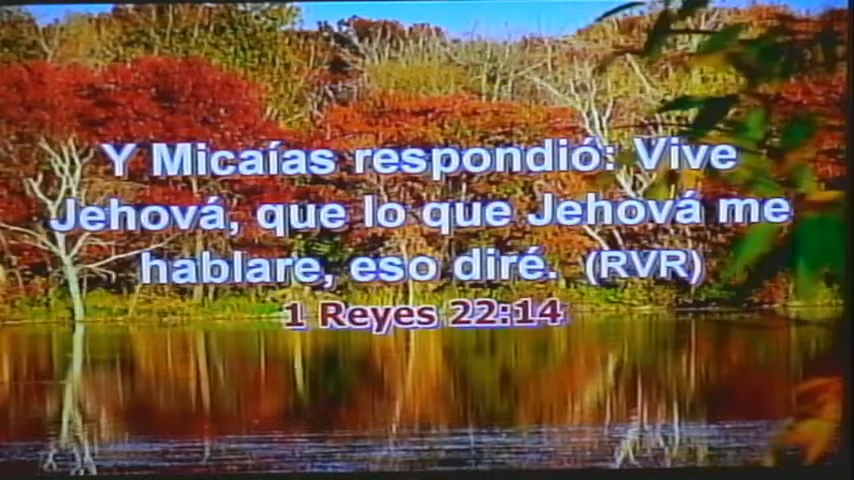 Y Micaías respondió: Vive
Jehová, que lo que Jehová me
hablare, eso diré. (RVR)
1 Reyes 22:14